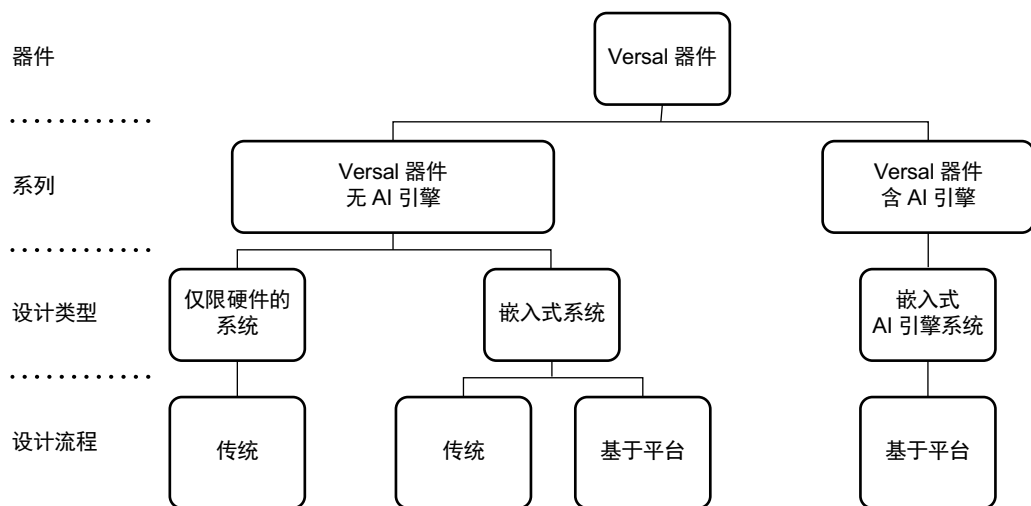 器件
Versal 器件
系列
Versal 器件
无 AI 引擎
Versal 器件
含 AI 引擎
设计类型
仅限硬件的
系统
嵌入式系统
嵌入式
AI 引擎系统
设计流程
传统
传统
基于平台
基于平台